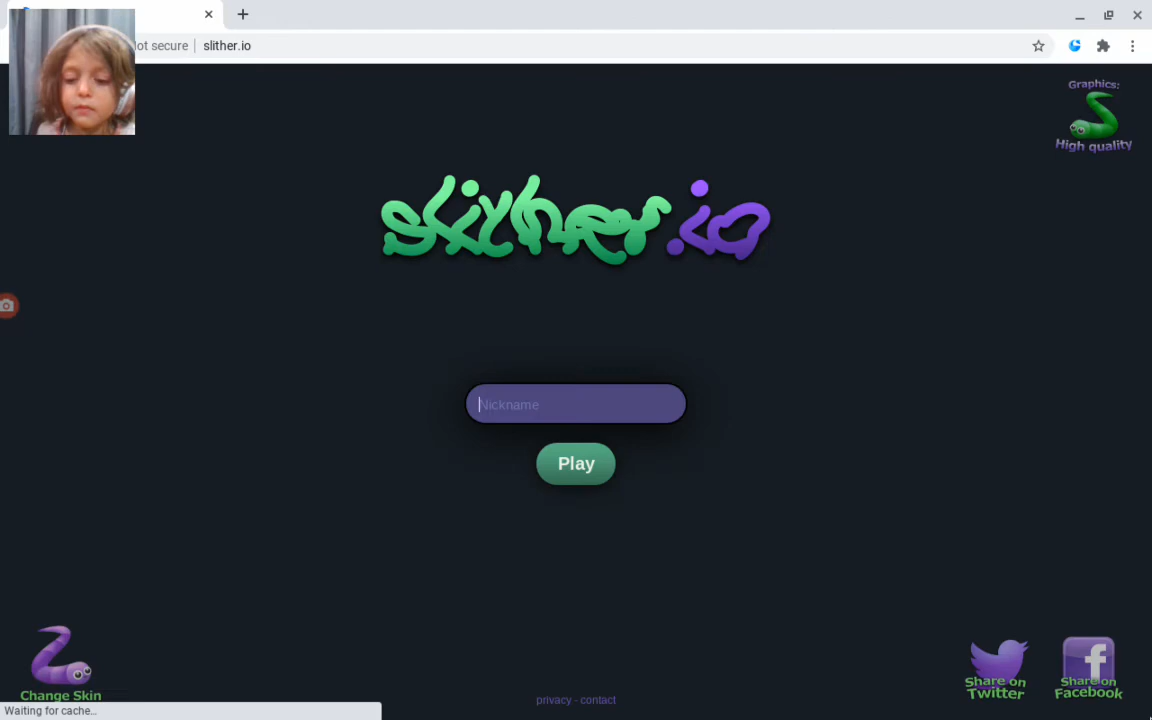 ot secure
slither.io
Graphics:
High quality
slither.io
Nickname
Play
Change Skin
Share on
Twitter
Share on
Facebook
privacy - contact
Waiting for cache...